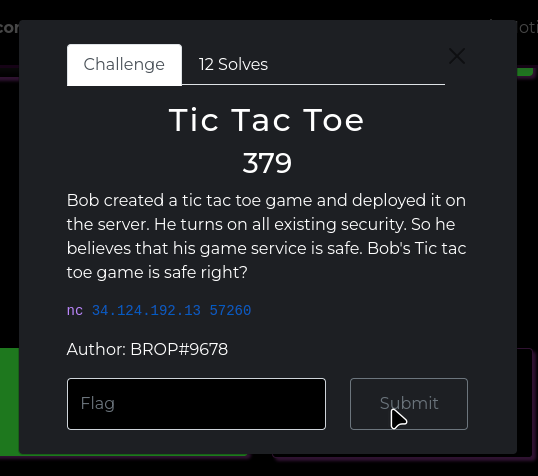 Challenge
12 Solves
Tic Tac Toe
379
Bob created a tic tac toe game and deployed it on
the server. He turns on all existing security. So he
believes that his game service is safe. Bob's Tic tac
toe game is safe right?
nc 34.124.192.13 57260
Author: BROP#9678
Flag
Submit